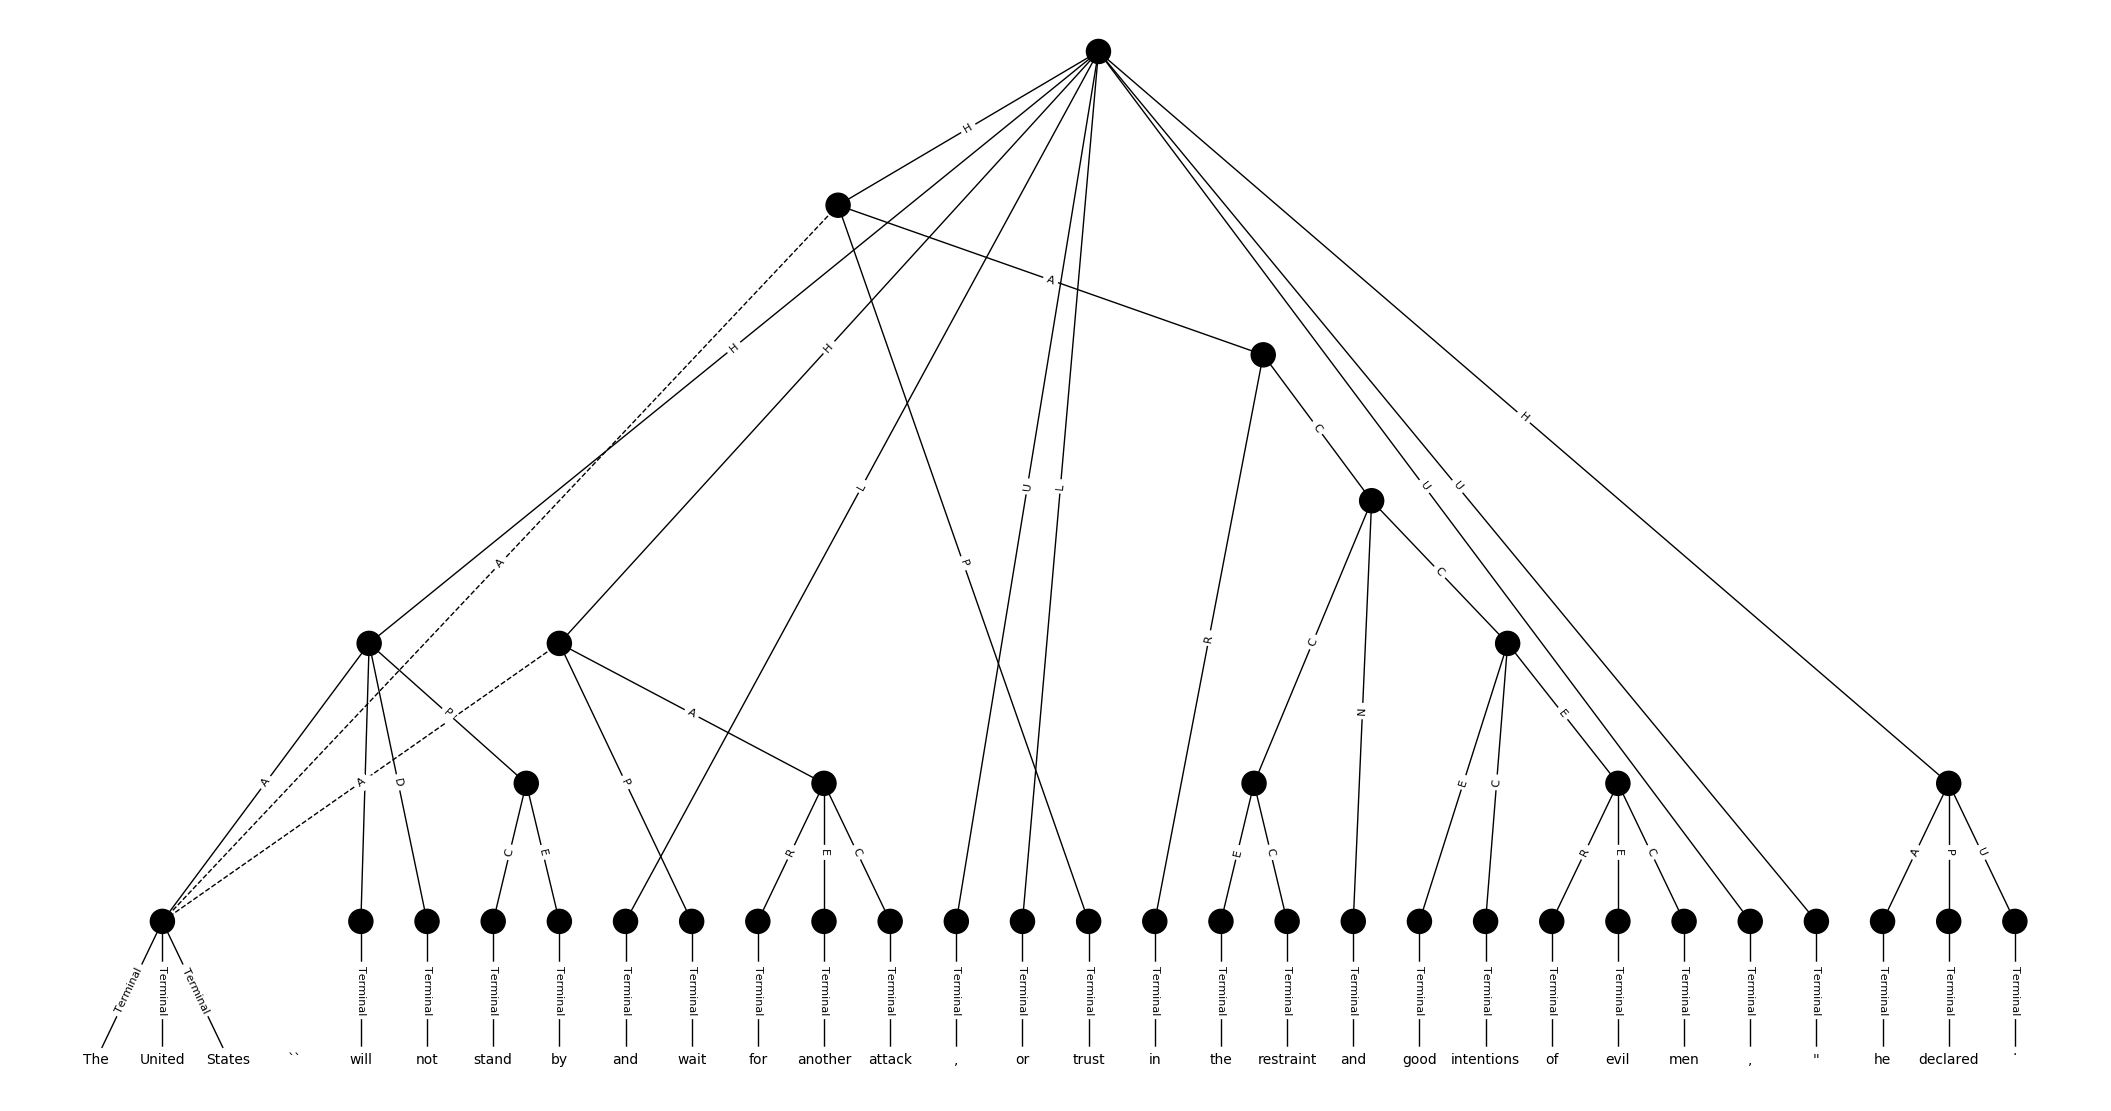 H
A
H
H
C
H
L
U
L
U
U
A
P
C
R
C
N
P
A
E
A
A
D
P
E
C
C
E
R
E
C
E
C
R
E
C
A
P
U
Terminal Terminal Terminal Terminal Terminal Terminal Terminal Terminal Terminal Terminal Terminal Terminal Terminal Terminal Terminal Terminal Terminal Terminal Terminal Terminal Terminal Terminal Terminal Terminal Terminal Terminal Terminal Terminal Terminal
The United States `` will not stand by and wait for another attack , or trust in the restraint and good intentions of evil men , " he declared .